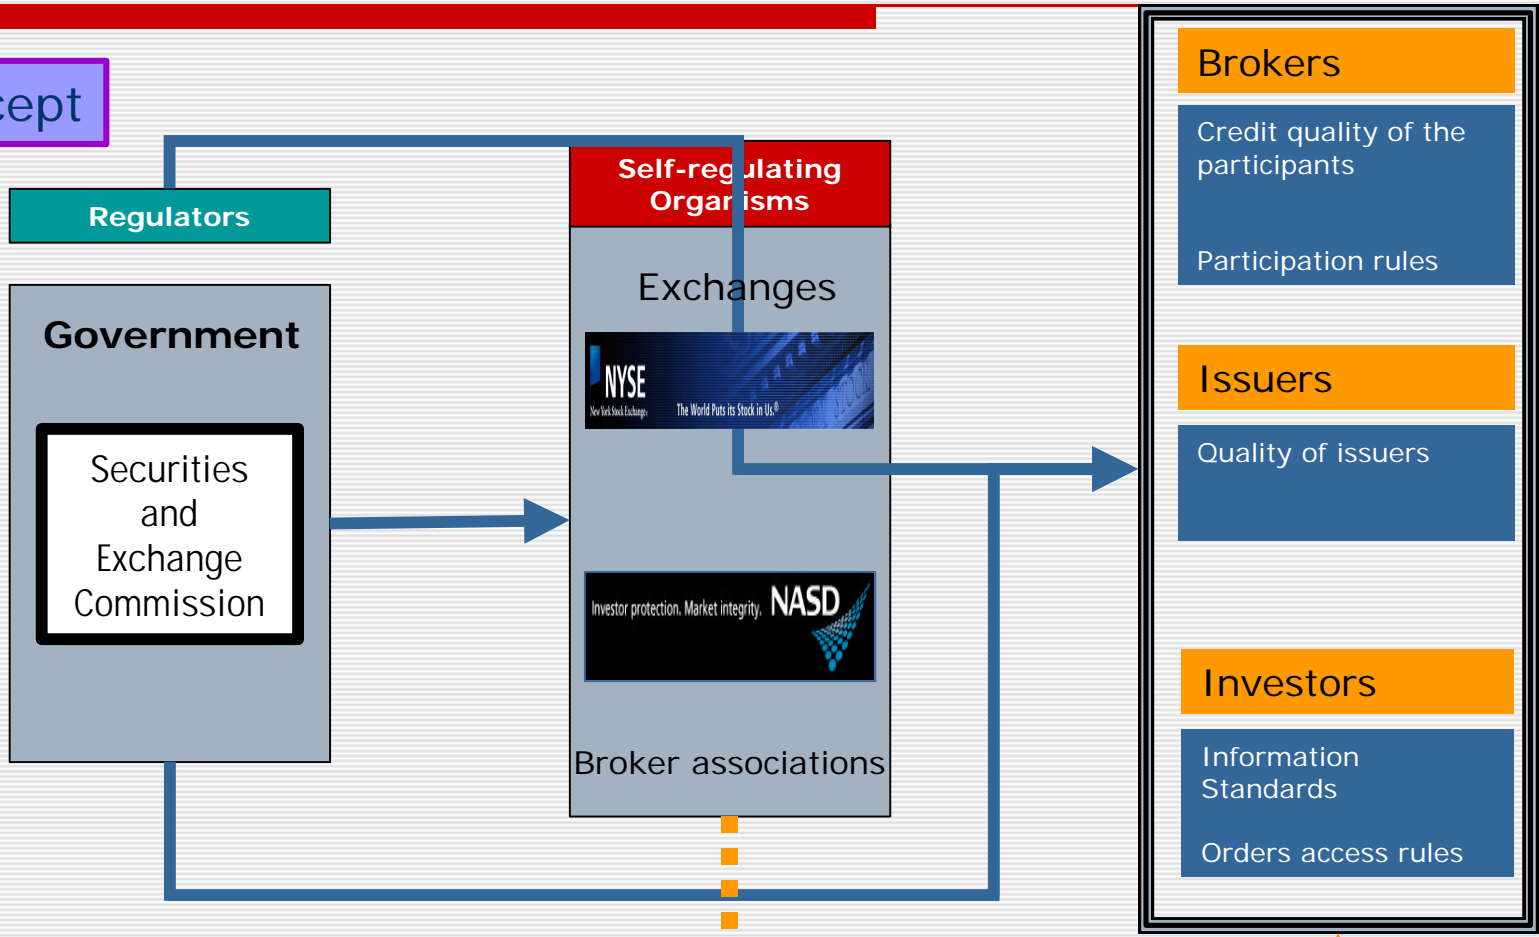 cept
Regulators
Government
Securities
and
Exchange
Commission
Self-regulating
Organisms
Exchanges
NYSE
New York Stock Exchange
The World Puts its Stock in Us.®
Investor protection. Market integrity. NASD
Broker associations
Brokers
Credit quality of the
participants
Participation rules
Issuers
Quality of issuers
Investors
Information
Standards
Orders access rules